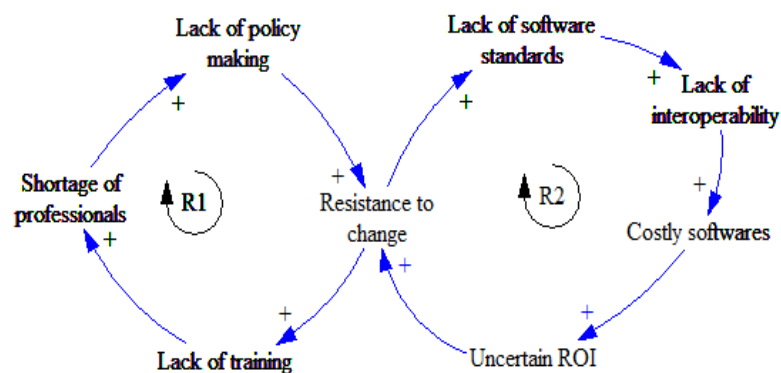 Lack of policy
making
+
Shortage of
professionals
+
R1
+
Lack of training
+
Resistance to
change
Lack of software
standards
+
+
Lack of
interoperability
+
R2
Costly softwares
+
Uncertain ROI
+